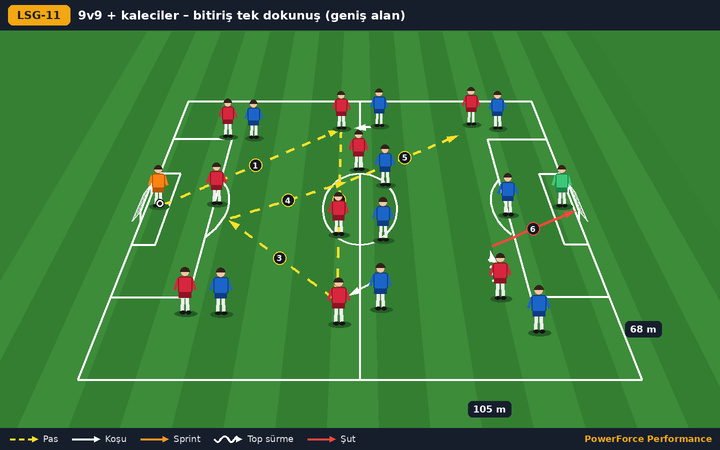 LSG-11 9v9 + kaleciler – bitiriş tek dokunuş (geniş alan)
1
5
4
6
3
68 m
105 m
Pas Koşu Sprint Top sürme Şut PowerForce Performance